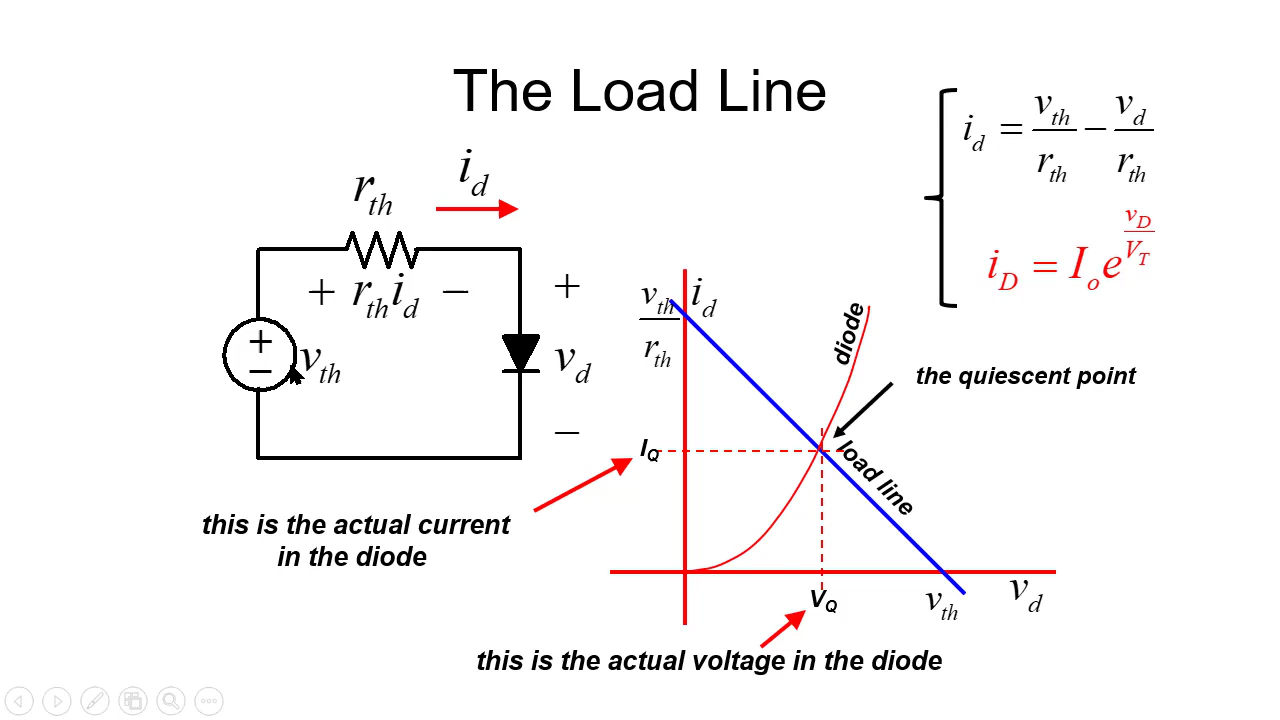 The Load Line
i_d = v_th / r_th − v_d / r_th
i_D = I_o e^(v_D / V_T)
r_th
i_d
+ r_th i_d −
+
v_d
−
+
−
v_th
v_th / r_th
i_d
diode
the quiescent point
load line
I_Q
this is the actual current
in the diode
V_Q
v_th
v_d
this is the actual voltage in the diode